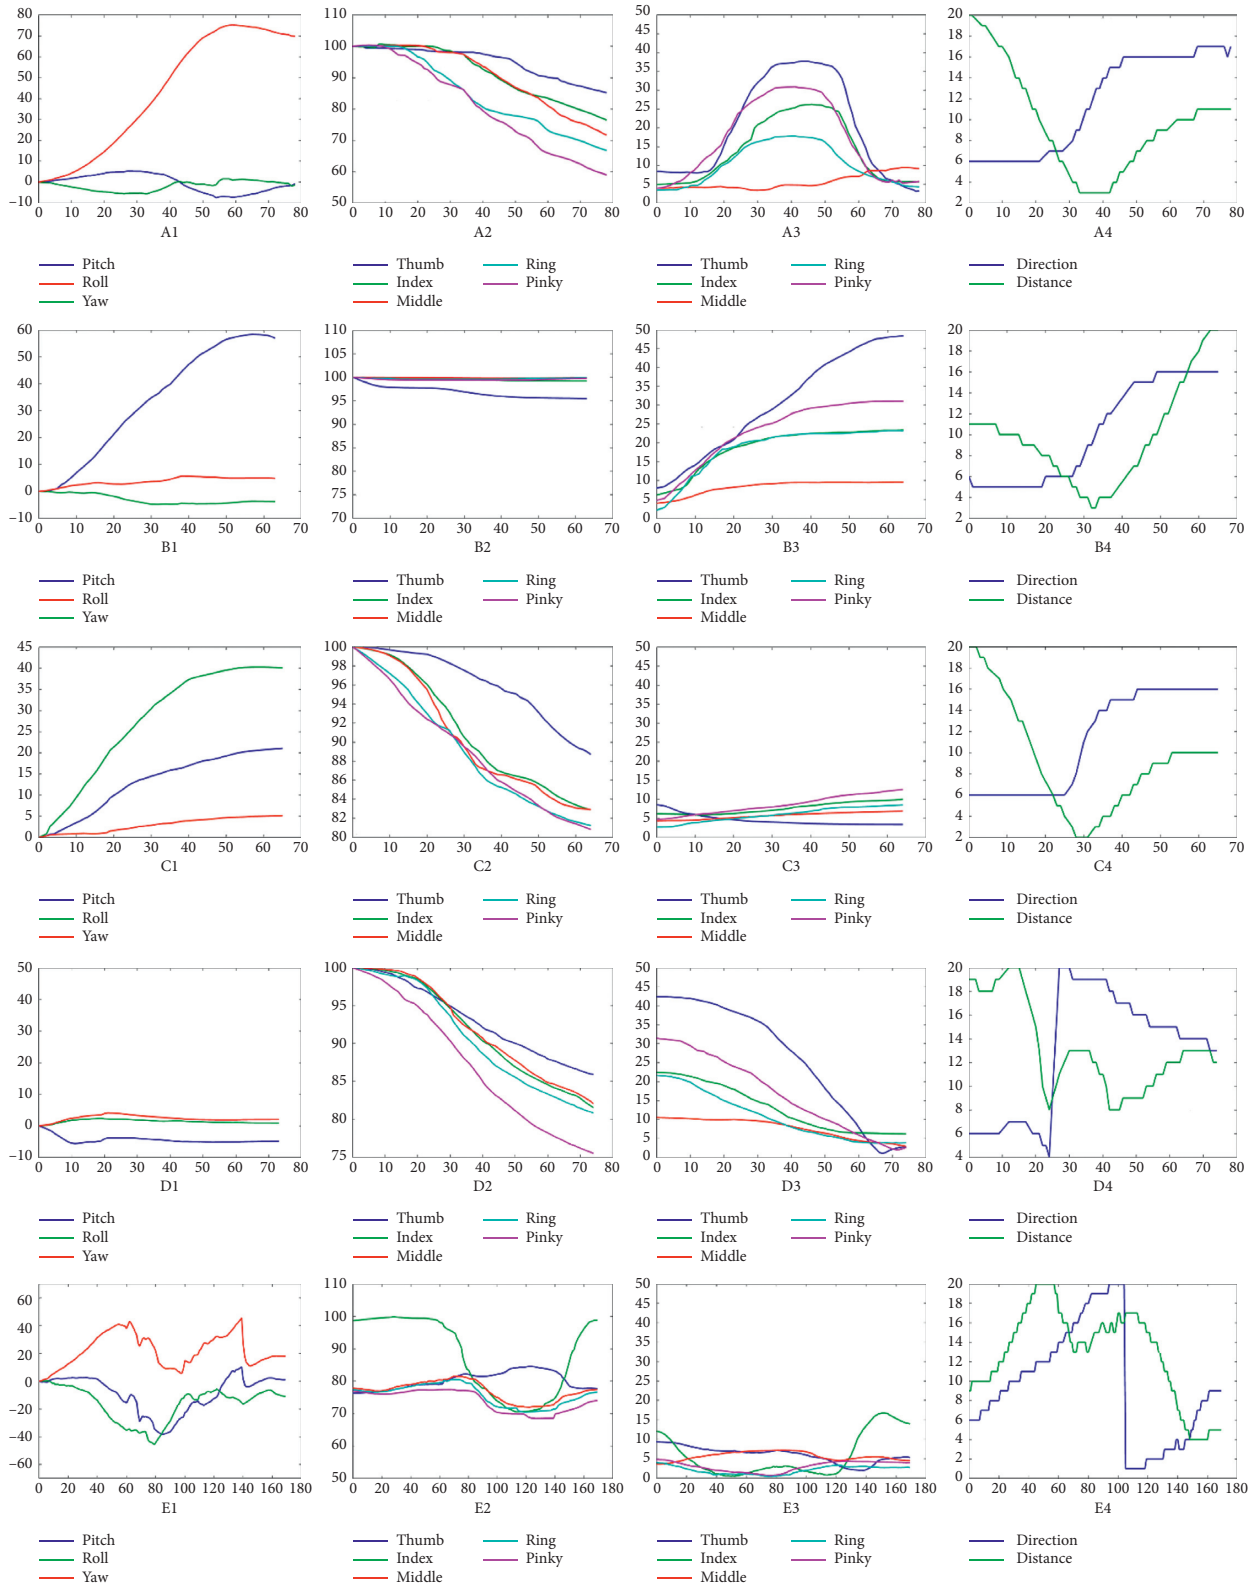 80 70 60 50 40 30 20 10 0 −10
0 10 20 30 40 50 60 70 80
A1
Pitch
Roll
Yaw
110 100 90 80 70 60 50
0 10 20 30 40 50 60 70 80
A2
Thumb Ring
Index Pinky
Middle
50 50 45 40 35 30 25 20 15 10 5 0
0 10 20 30 40 50 60 70 80
A3
Thumb Ring
Index Pinky
Middle
20 18 16 14 12 10 8 6 4 2
0 10 20 30 40 50 60 70 80
A4
Direction
Distance
60 50 40 30 20 10 0 −10
0 10 20 30 40 50 60 70
B1
Pitch
Roll
Yaw
110 105 100 95 90 85 80 75 70
0 10 20 30 40 50 60 70
B2
Thumb Ring
Index Pinky
Middle
50 45 40 35 30 25 20 15 10 5 0
0 10 20 30 40 50 60 70
B3
Thumb Ring
Index Pinky
Middle
20 18 16 14 12 10 8 6 4 2
0 10 20 30 40 50 60 70
B4
Direction
Distance
45 40 35 30 25 20 15 10 5 0
0 10 20 30 40 50 60 70
C1
Pitch
Roll
Yaw
100 98 96 94 92 90 88 86 84 82 80
0 10 20 30 40 50 60 70
C2
Thumb Ring
Index Pinky
Middle
50 45 40 35 30 25 20 15 10 5 0
0 10 20 30 40 50 60 70
C3
Thumb Ring
Index Pinky
Middle
20 18 16 14 12 10 8 6 4 2
0 10 20 30 40 50 60 70
C4
Direction
Distance
50 40 30 20 10 0 −10
0 10 20 30 40 50 60 70 80
D1
Pitch
Roll
Yaw
100 95 90 85 80 75
0 10 20 30 40 50 60 70 80
D2
Thumb Ring
Index Pinky
Middle
50 45 40 35 30 25 20 15 10 5 0
0 10 20 30 40 50 60 70 80
D3
Thumb Ring
Index Pinky
Middle
20 18 16 14 12 10 8 6 4
0 10 20 30 40 50 60 70 80
D4
Direction
Distance
60 40 20 0 −20 −40 −60
0 20 40 60 80 100 120 140 160 180
E1
Pitch
Roll
Yaw
110 100 90 80 70 60 50
0 20 40 60 80 100 120 140 160 180
E2
Thumb Ring
Index Pinky
Middle
50 45 40 35 30 25 20 15 10 5 0
0 20 40 60 80 100 120 140 160 180
E3
Thumb Ring
Index Pinky
Middle
20 18 16 14 12 10 8 6 4 2 0
0 20 40 60 80 100 120 140 160 180
E4
Direction
Distance